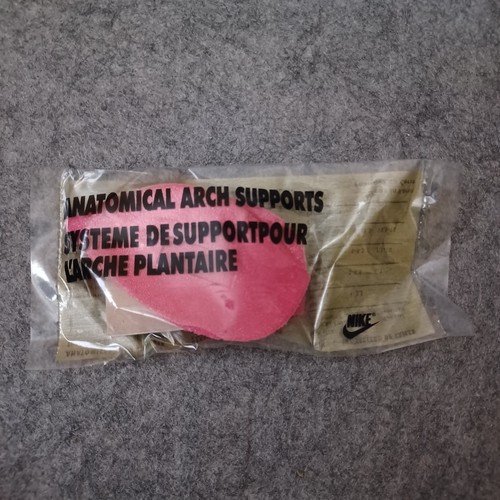 ANATOMICAL ARCH SUPPORTS
SYSTEME DE SUPPORTPOUR
L'ARCHE PLANTAIRE
NIKE